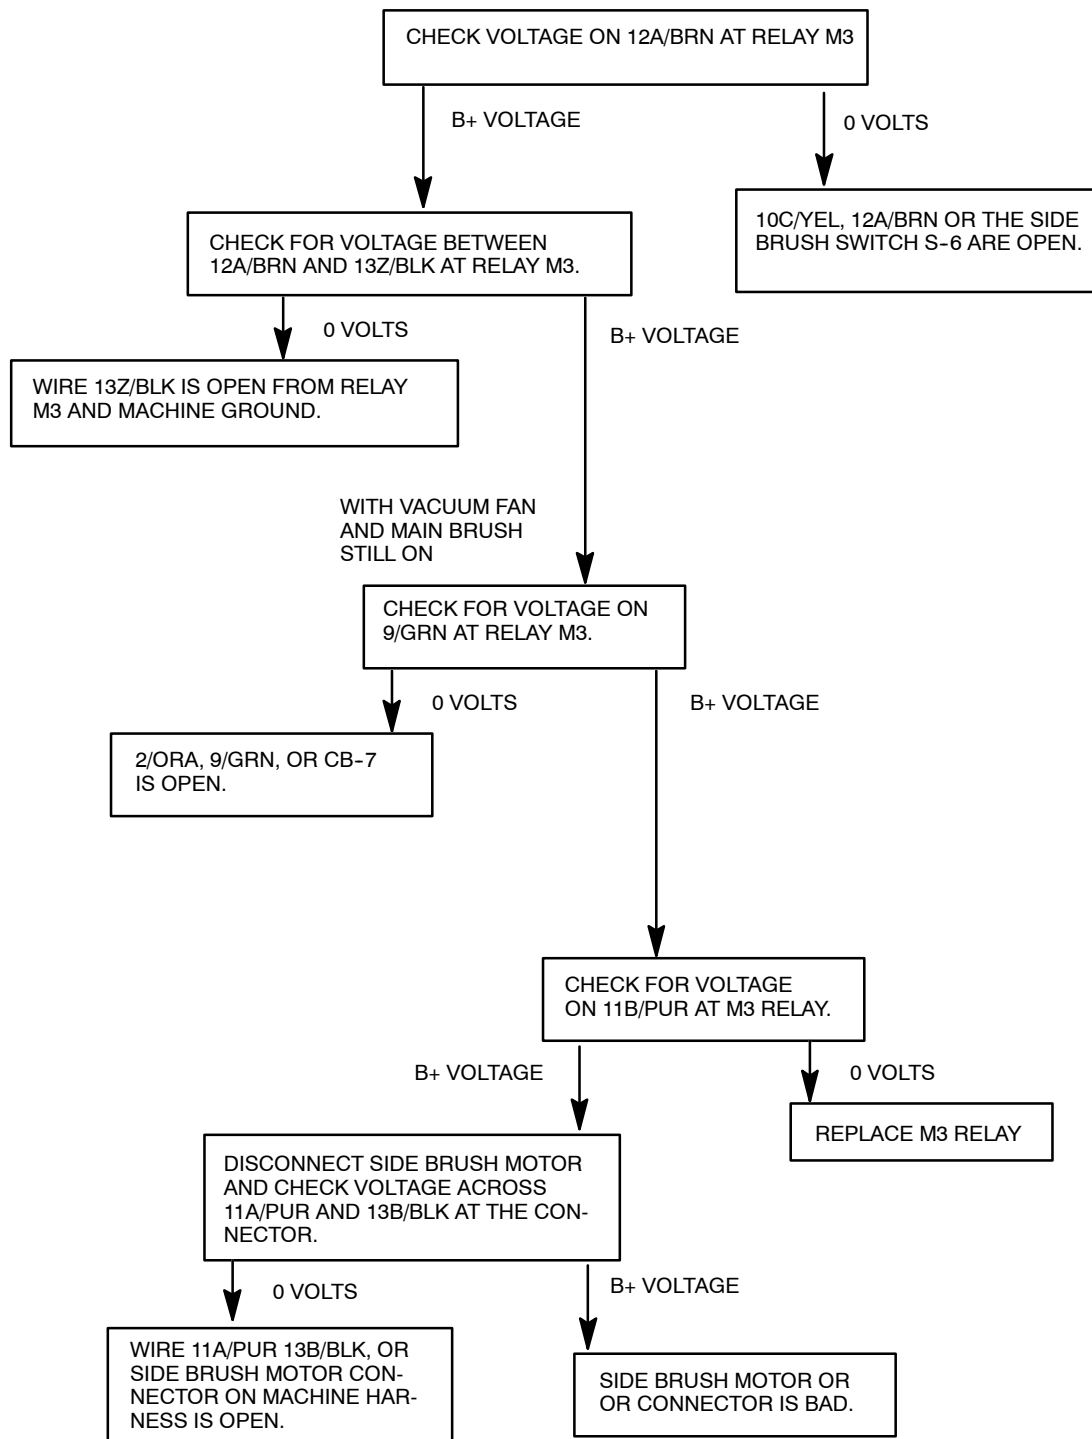 CHECK VOLTAGE ON 12A/BRN AT RELAY M3
B+ VOLTAGE
0 VOLTS
10C/YEL, 12A/BRN OR THE SIDE
BRUSH SWITCH S-6 ARE OPEN.
CHECK FOR VOLTAGE BETWEEN
12A/BRN AND 13Z/BLK AT RELAY M3.
0 VOLTS
B+ VOLTAGE
WIRE 13Z/BLK IS OPEN FROM RELAY
M3 AND MACHINE GROUND.
WITH VACUUM FAN
AND MAIN BRUSH
STILL ON
CHECK FOR VOLTAGE ON
9/GRN AT RELAY M3.
0 VOLTS
B+ VOLTAGE
2/ORA, 9/GRN, OR CB-7
IS OPEN.
CHECK FOR VOLTAGE
ON 11B/PUR AT M3 RELAY.
B+ VOLTAGE
0 VOLTS
REPLACE M3 RELAY
DISCONNECT SIDE BRUSH MOTOR
AND CHECK VOLTAGE ACROSS
11A/PUR AND 13B/BLK AT THE CON-
NECTOR.
0 VOLTS
B+ VOLTAGE
WIRE 11A/PUR 13B/BLK, OR
SIDE BRUSH MOTOR CON-
NECTOR ON MACHINE HAR-
NESS IS OPEN.
SIDE BRUSH MOTOR OR
OR CONNECTOR IS BAD.